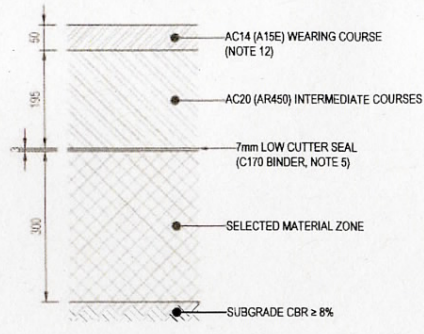 50
AC14 (A15E) WEARING COURSE
(NOTE 12)
195
AC20 (AR450) INTERMEDIATE COURSES
3
7mm LOW CUTTER SEAL
(C170 BINDER, NOTE 5)
300
SELECTED MATERIAL ZONE
SUBGRADE CBR ≥ 8%